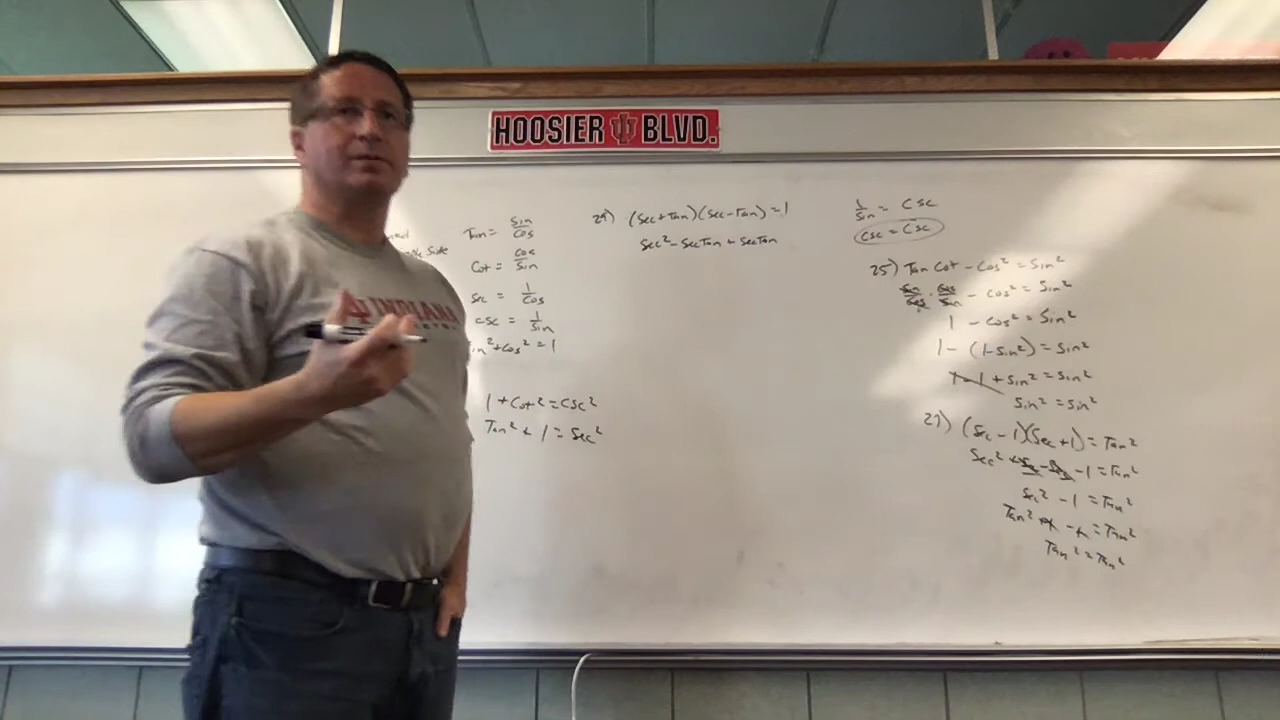 HOOSIER BLVD.
INDIANA
Tan = Sin/Cos
Cot = Cos/Sin
Sec = 1/Cos
csc = 1/Sin
in²+cos² = 1
1 + Cot² = CSC²
Tan² + 1 = Sec²
29) (Sec+Tan)(Sec-Tan)=1
Sec² - SecTan + SecTan
1/Sin = CSC
CSC = CSC
25) Tan Cot - Cos² = Sin²
Sin/Cos · Cos/Sin - Cos² = Sin²
1 - Cos² = Sin²
1 - (1-Sin²) = Sin²
1-1 + Sin² = Sin²
Sin² = Sin²
27) (Sec - 1)(Sec + 1) = Tan²
Sec² + Sec - Sec - 1 = Tan²
Sec² - 1 = Tan²
Tan² + 1 - 1 = Tan²
Tan² = Tan²